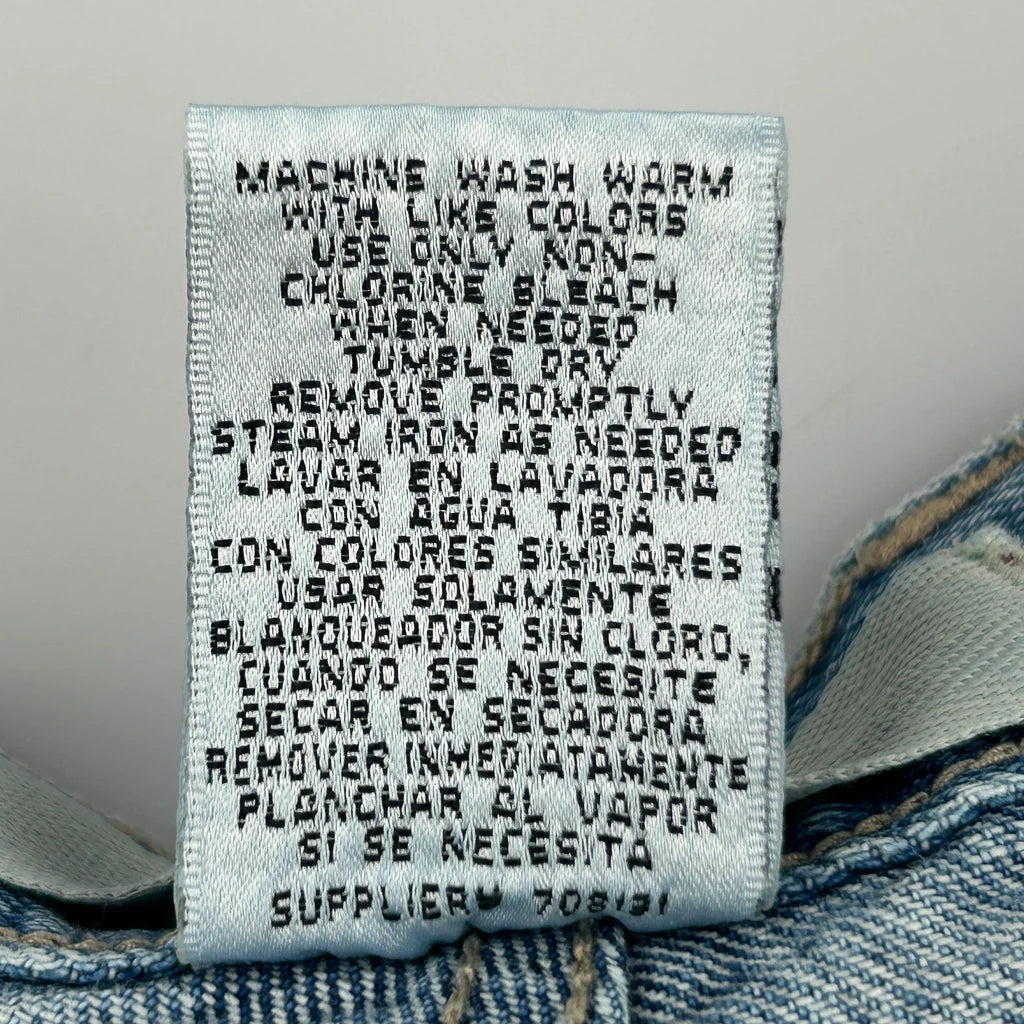 MACHINE WASH WARM
WITH LIKE COLORS
USE ONLY NON-
CHLORINE BLEACH
WHEN NEEDED
TUMBLE DRY
REMOVE PROMPTLY
STEAM IRON AS NEEDED
LAVAR EN LAVADORA
CON AGUA TIBIA
CON COLORES SIMILARES
USAR SOLAMENTE
BLANQUEADOR SIN CLORO,
CUANDO SE NECESITE
SECAR EN SECADORA
REMOVER INMEDIATAMENTE
PLANCHAR AL VAPOR
SI SE NECESITA
SUPPLIER#